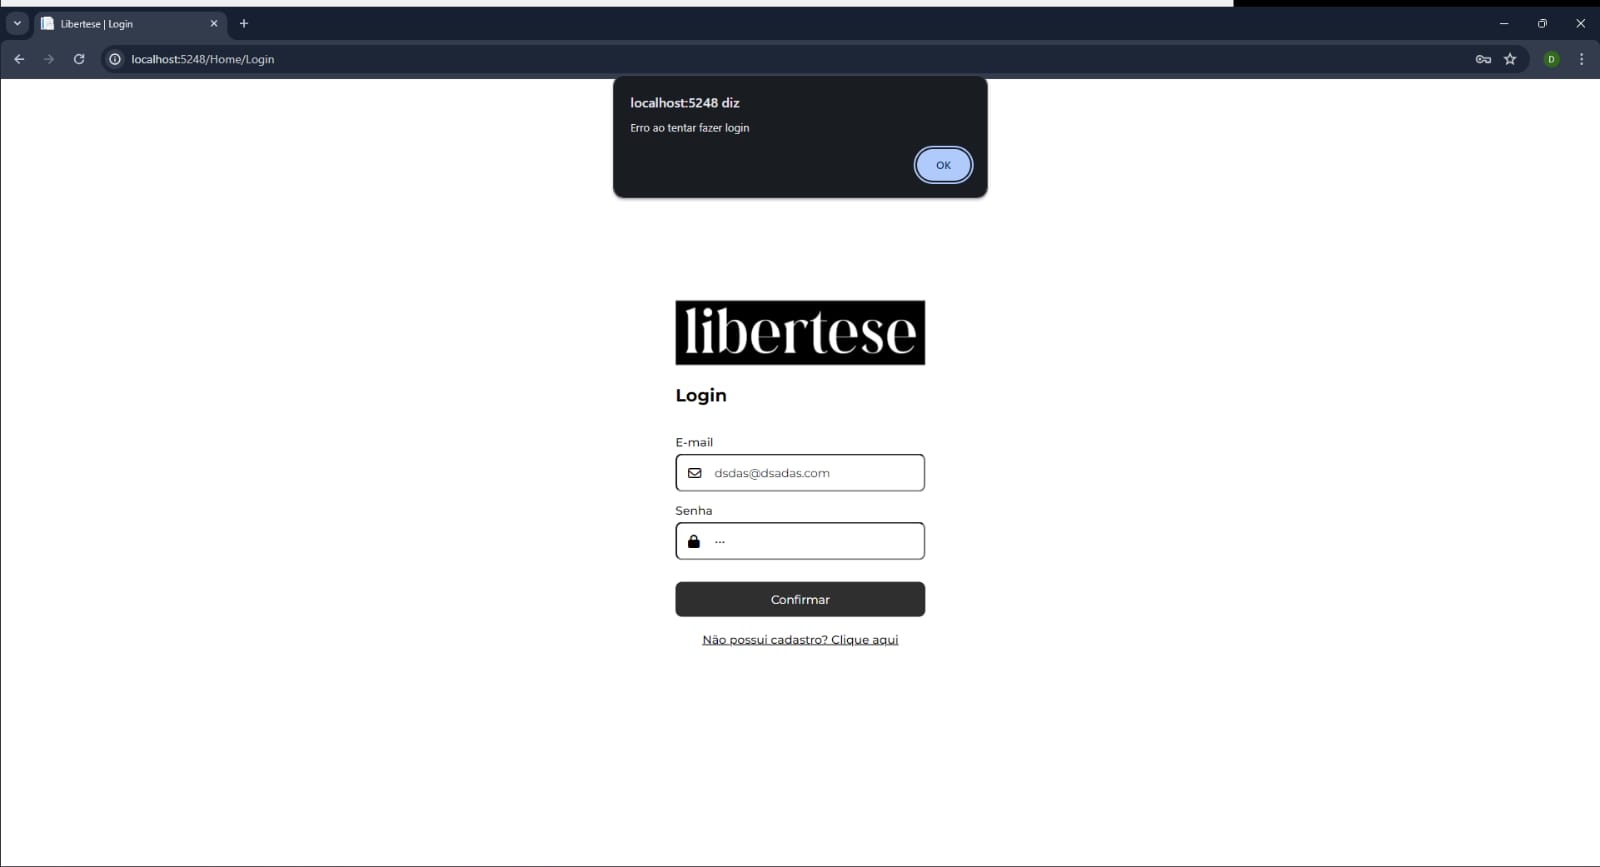 Libertese | Login
localhost:5248/Home/Login
D
localhost:5248 diz
Erro ao tentar fazer login
OK
libertese
Login
E-mail
dsdas@dsadas.com
Senha
Confirmar
Não possui cadastro? Clique aqui